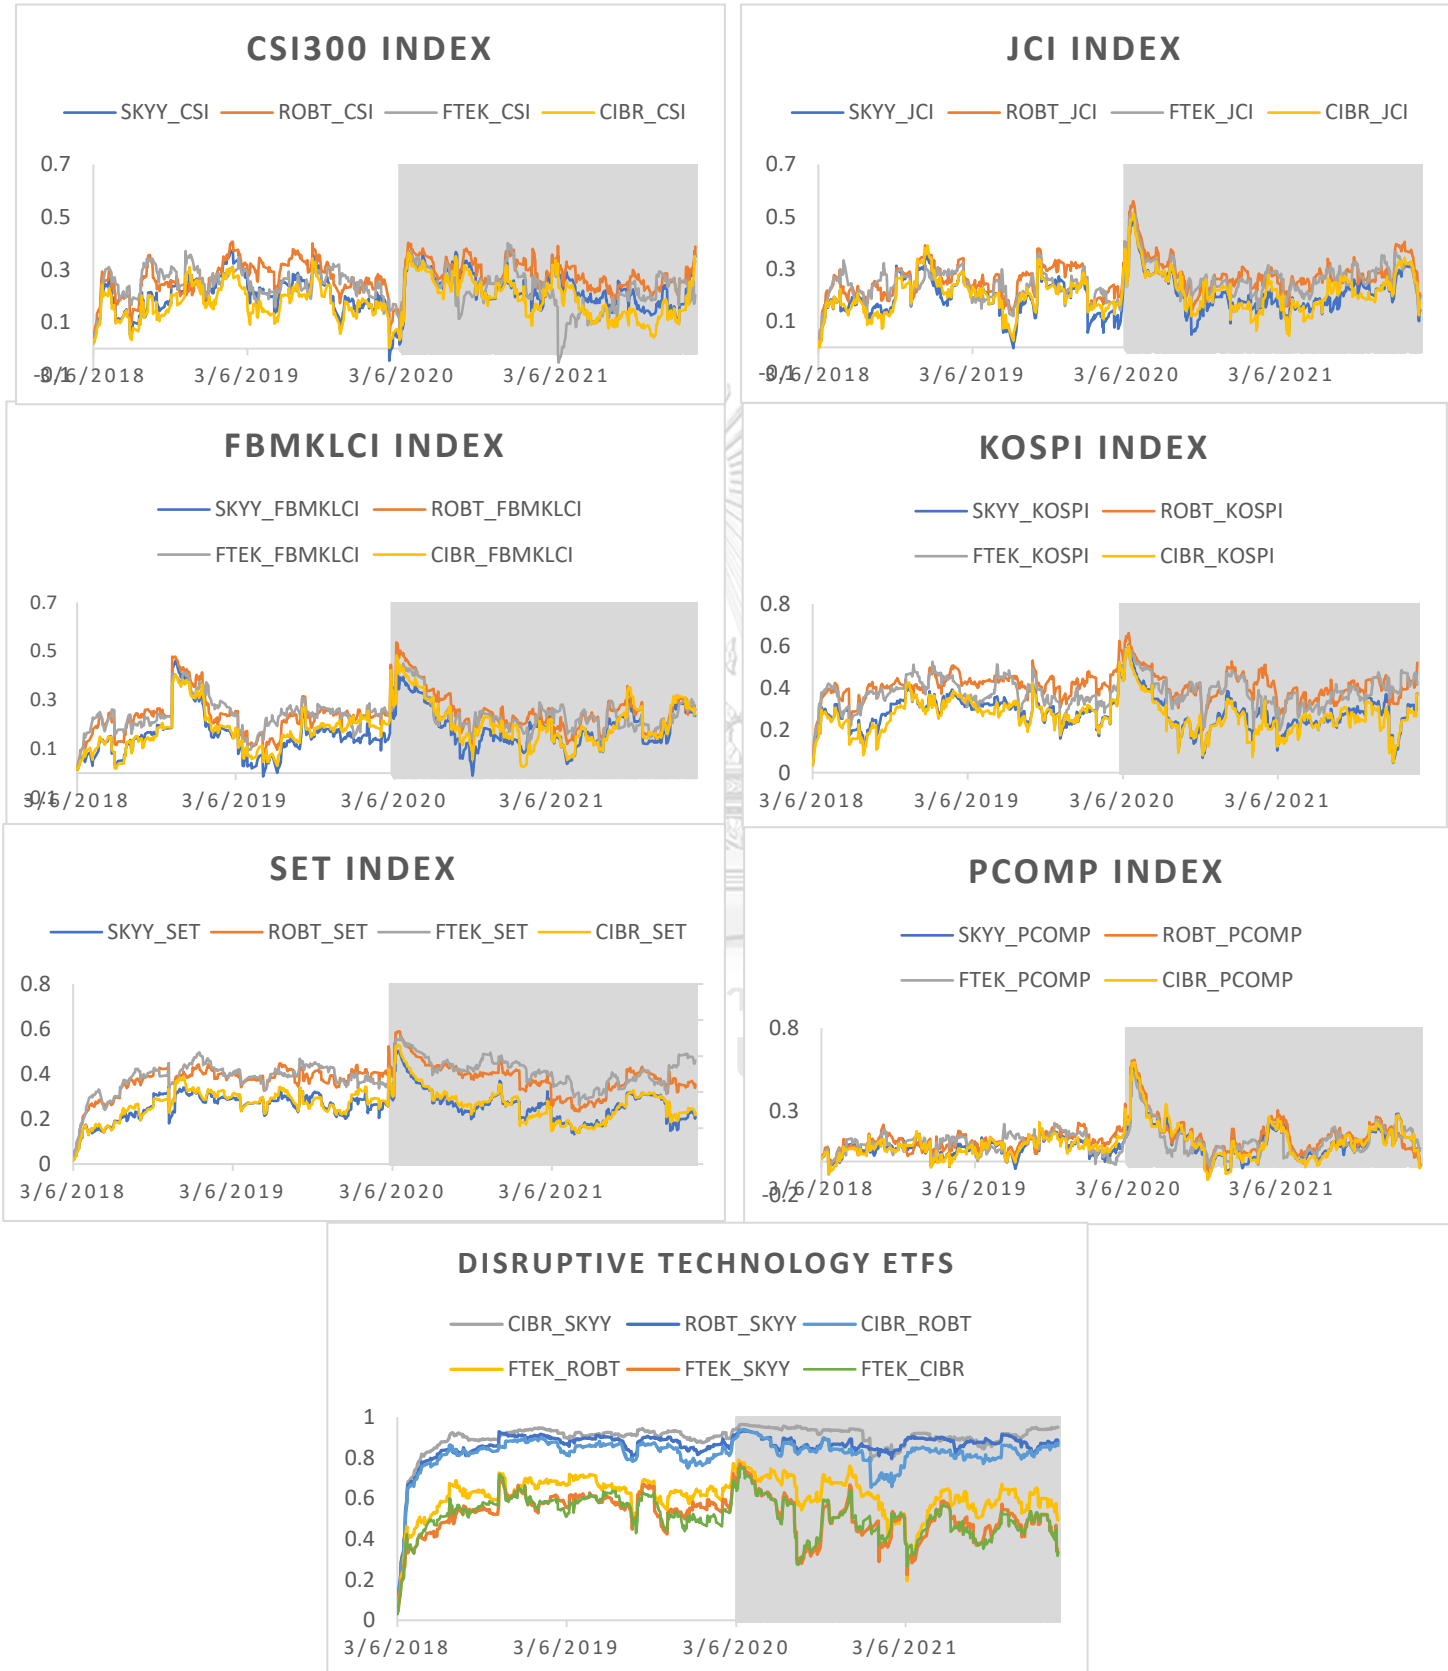 CSI300 INDEX
SKYY_CSI ROBT_CSI FTEK_CSI CIBR_CSI
0.7
0.5
0.3
0.1
-0.1
3/6/2018 3/6/2019 3/6/2020 3/6/2021
JCI INDEX
SKYY_JCI ROBT_JCI FTEK_JCI CIBR_JCI
0.7
0.5
0.3
0.1
-0.1
3/6/2018 3/6/2019 3/6/2020 3/6/2021
FBMKLCI INDEX
SKYY_FBMKLCI ROBT_FBMKLCI
FTEK_FBMKLCI CIBR_FBMKLCI
0.7
0.5
0.3
0.1
-0.1
3/6/2018 3/6/2019 3/6/2020 3/6/2021
KOSPI INDEX
SKYY_KOSPI ROBT_KOSPI
FTEK_KOSPI CIBR_KOSPI
0.8
0.6
0.4
0.2
0
3/6/2018 3/6/2019 3/6/2020 3/6/2021
SET INDEX
SKYY_SET ROBT_SET FTEK_SET CIBR_SET
0.8
0.6
0.4
0.2
0
3/6/2018 3/6/2019 3/6/2020 3/6/2021
PCOMP INDEX
SKYY_PCOMP ROBT_PCOMP
FTEK_PCOMP CIBR_PCOMP
0.8
0.3
-0.2
3/6/2018 3/6/2019 3/6/2020 3/6/2021
DISRUPTIVE TECHNOLOGY ETFS
CIBR_SKYY ROBT_SKYY CIBR_ROBT
FTEK_ROBT FTEK_SKYY FTEK_CIBR
1
0.8
0.6
0.4
0.2
0
3/6/2018 3/6/2019 3/6/2020 3/6/2021